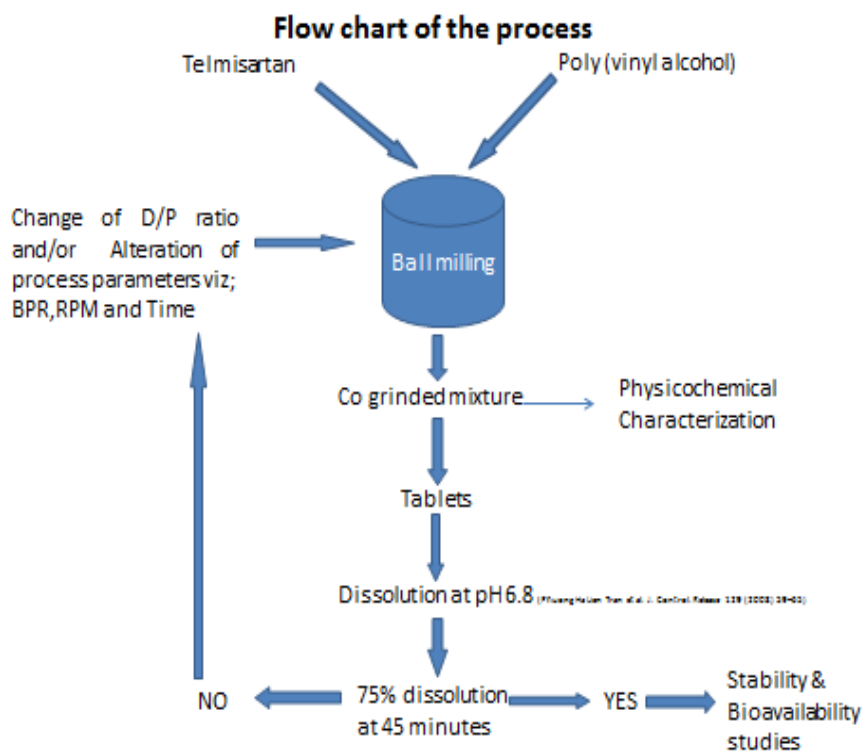 Flow chart of the process
Telmisartan
Poly (vinyl alcohol)
Change of D/P ratio
and/or Alteration of
process parameters viz;
BPR,RPM and Time
Ball milling
Co grinded mixture
Physicochemical
Characterization
Tablets
Dissolution at pH6.8
NO
75% dissolution
at 45 minutes
YES
Stability &
Bioavailability
studies